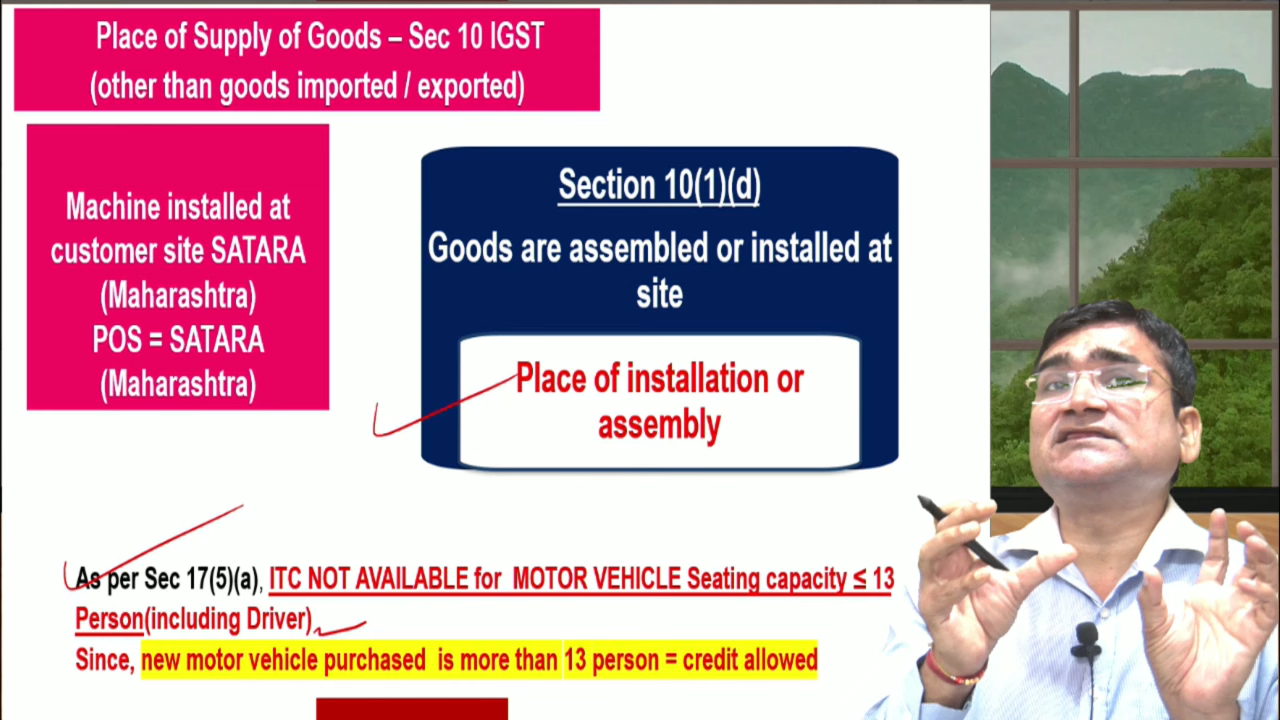 Place of Supply of Goods – Sec 10 IGST
(other than goods imported / exported)
Machine installed at
customer site SATARA
(Maharashtra)
POS = SATARA
(Maharashtra)
Section 10(1)(d)
Goods are assembled or installed at
site
Place of installation or
assembly
As per Sec 17(5)(a), ITC NOT AVAILABLE for MOTOR VEHICLE Seating capacity ≤ 13
Person(including Driver)
Since, new motor vehicle purchased is more than 13 person = credit allowed